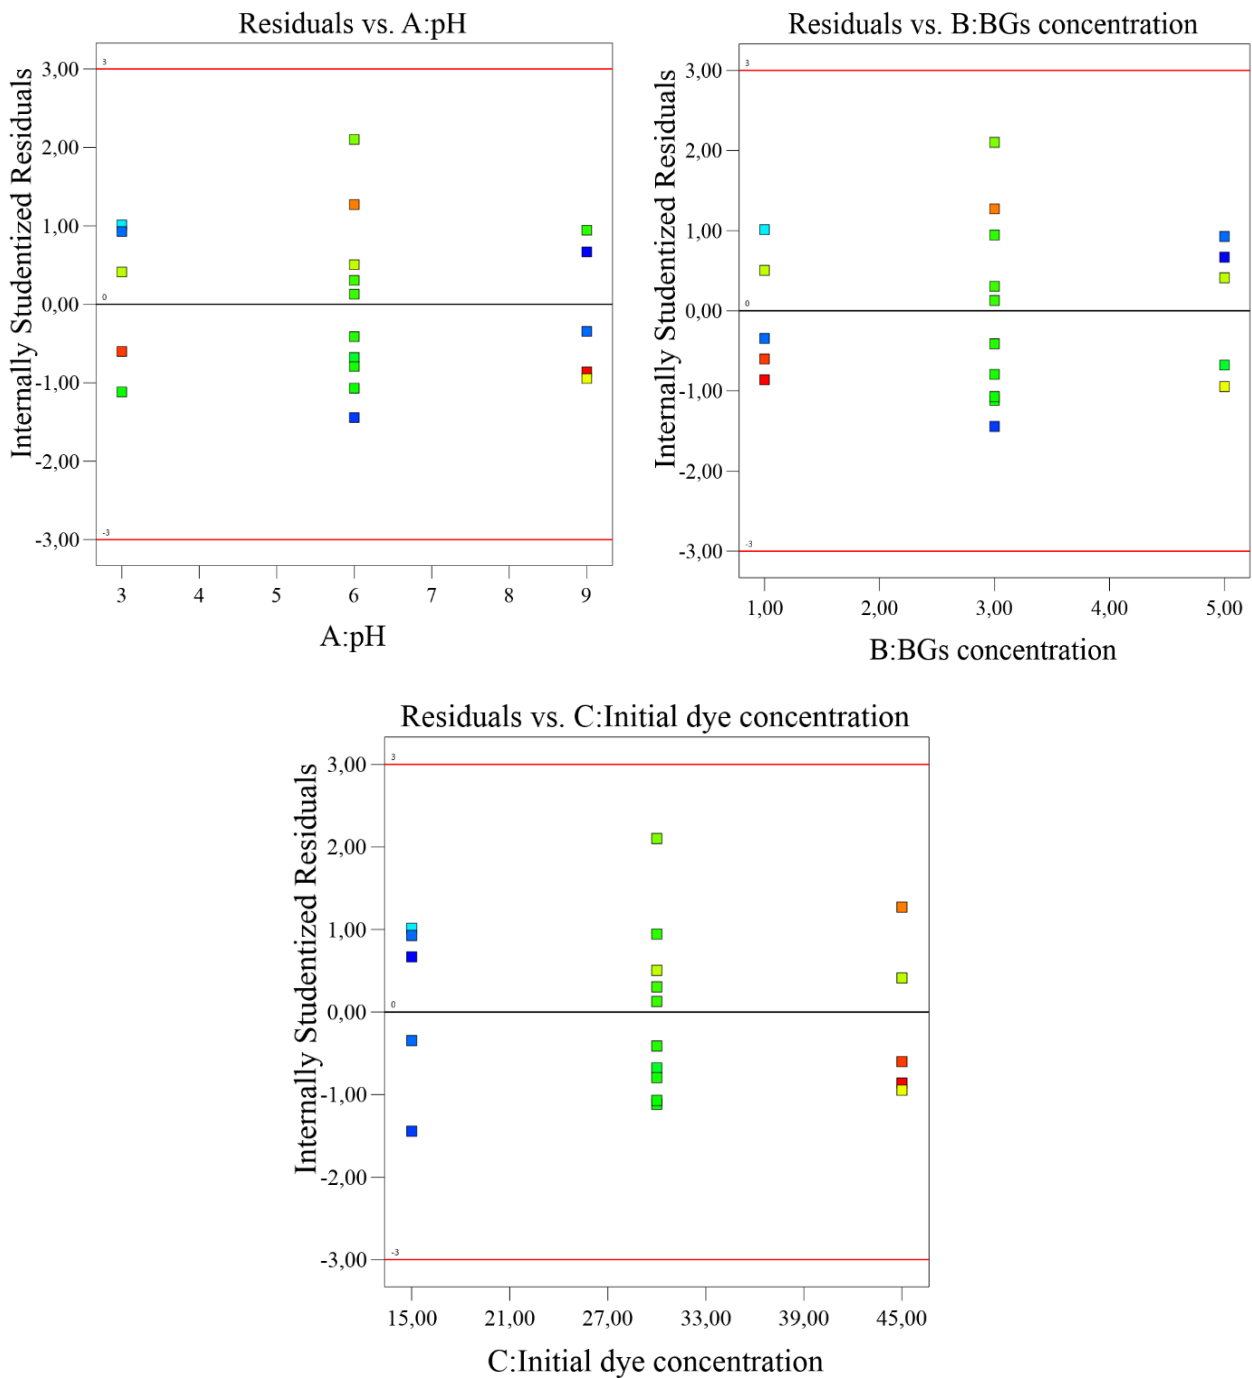 Residuals vs. A:pH
Internally Studentized Residuals
3,00
2,00
1,00
0,00
-1,00
-2,00
-3,00
3
0
-3
3 4 5 6 7 8 9
A:pH
Residuals vs. B:BGs concentration
Internally Studentized Residuals
3,00
2,00
1,00
0,00
-1,00
-2,00
-3,00
3
0
-3
1,00 2,00 3,00 4,00 5,00
B:BGs concentration
Residuals vs. C:Initial dye concentration
Internally Studentized Residuals
3,00
2,00
1,00
0,00
-1,00
-2,00
-3,00
3
0
-3
15,00 21,00 27,00 33,00 39,00 45,00
C:Initial dye concentration